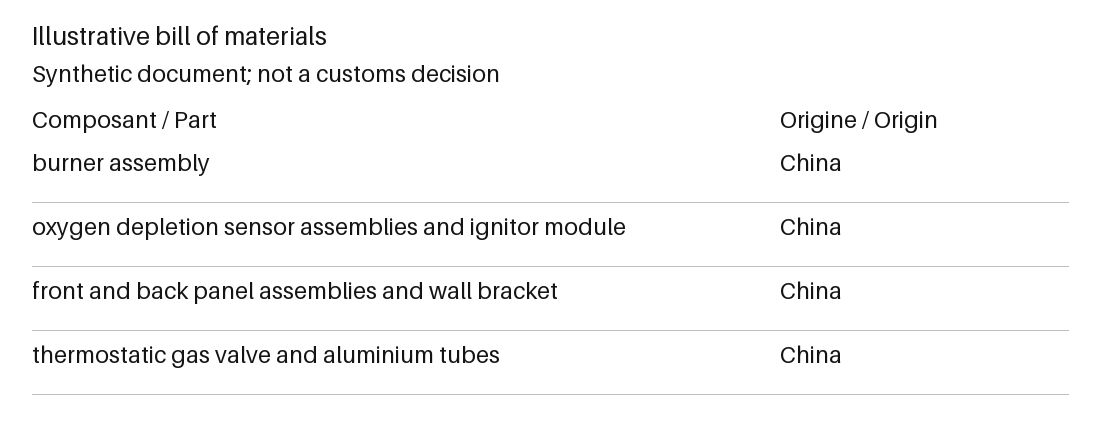 Illustrative bill of materials
Synthetic document; not a customs decision
Composant / Part Origine / Origin
burner assembly China
oxygen depletion sensor assemblies and ignitor module China
front and back panel assemblies and wall bracket China
thermostatic gas valve and aluminium tubes China